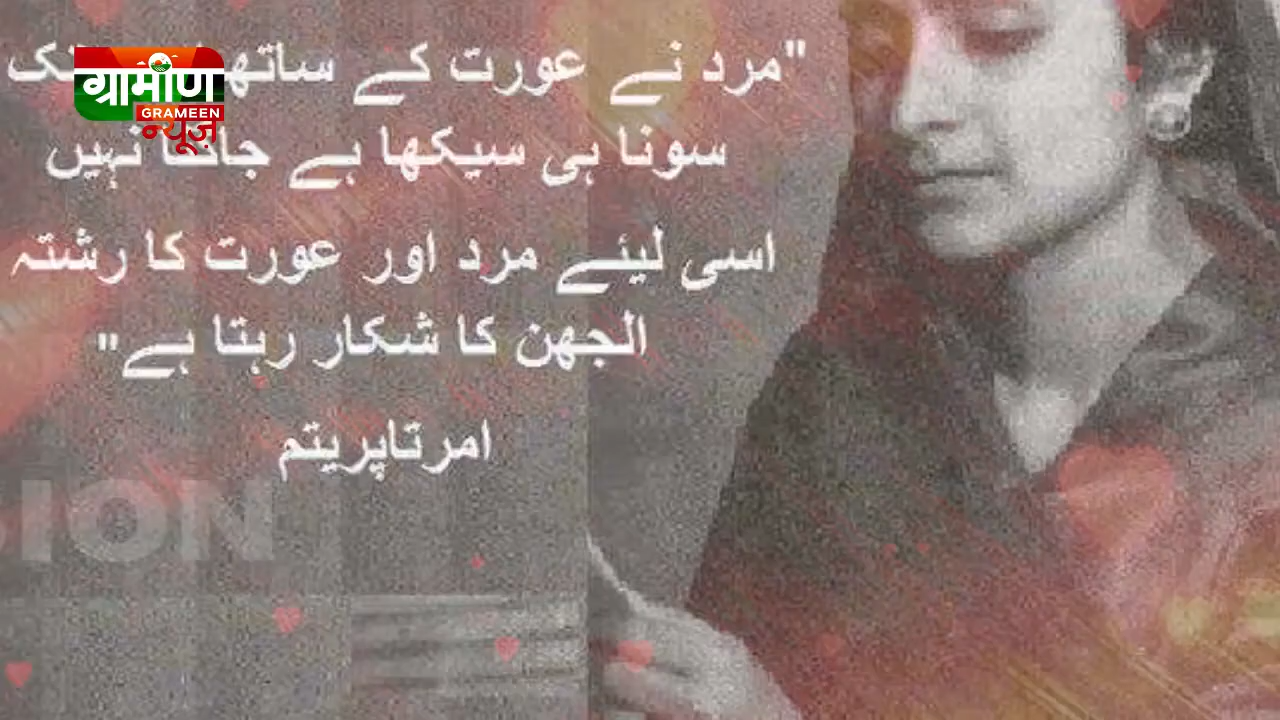 "مرد نے عورت کے ساتھ
سونا ہی سیکھا ہے جاگنا نہیں
اسی لیئے مرد اور عورت کا رشتہ
الجھن کا شکار رہتا ہے"
امرتاپریتم
ग्रामीण
GRAMEEN
न्यूज़
ION